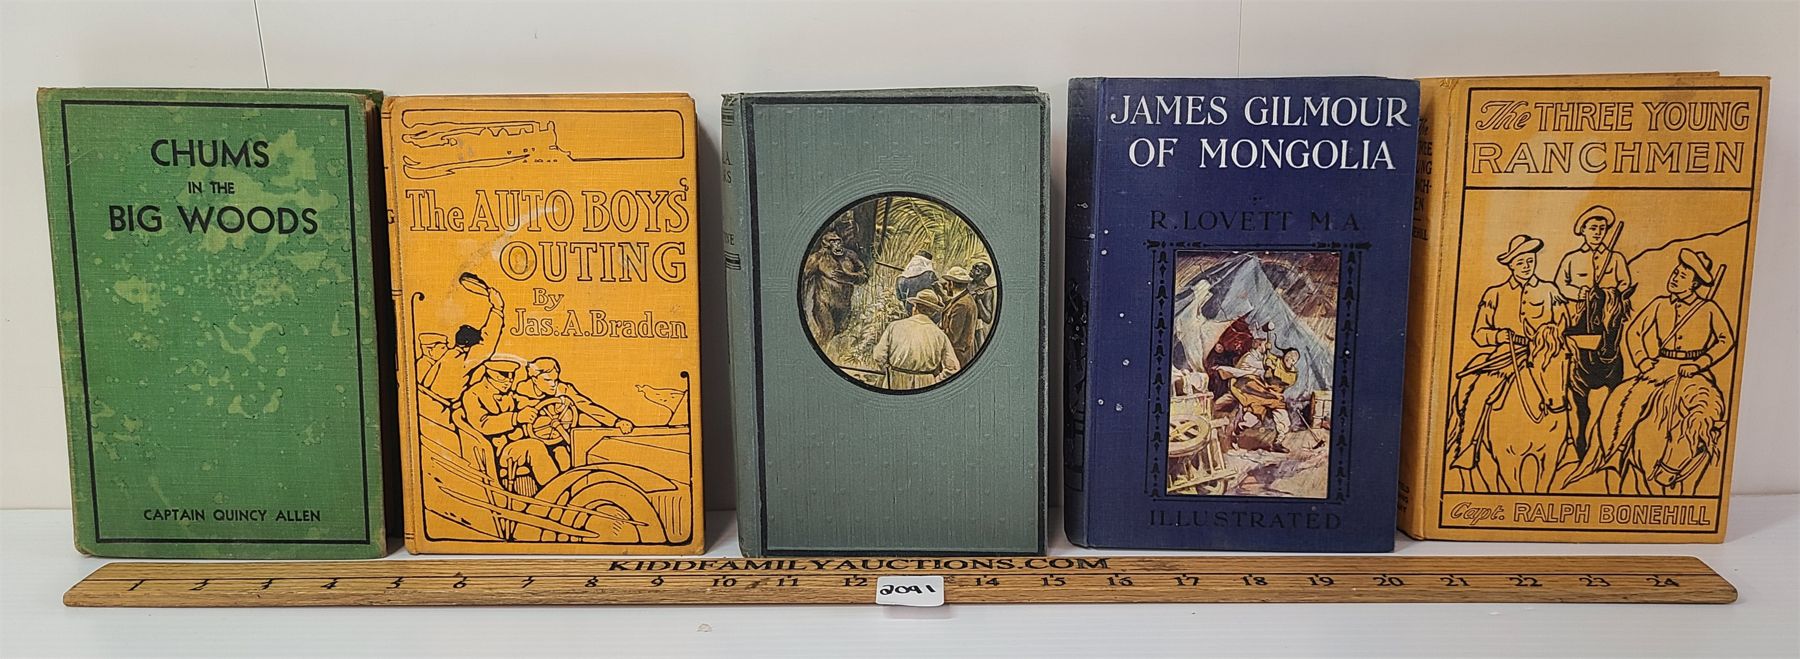 CHUMS
IN THE
BIG WOODS
CAPTAIN QUINCY ALLEN
The AUTO BOYS'
OUTING
By
Jas. A. Braden
JAMES GILMOUR
OF MONGOLIA
R. LOVETT M.A.
ILLUSTRATED
The THREE YOUNG
RANCHMEN
Capt. RALPH BONEHILL
KIDDFAMILYAUCTIONS.COM
1 2 3 4 5 6 7 8 9 10 11 12 14 15 16 17 18 19 20 21 22 23 24
2091